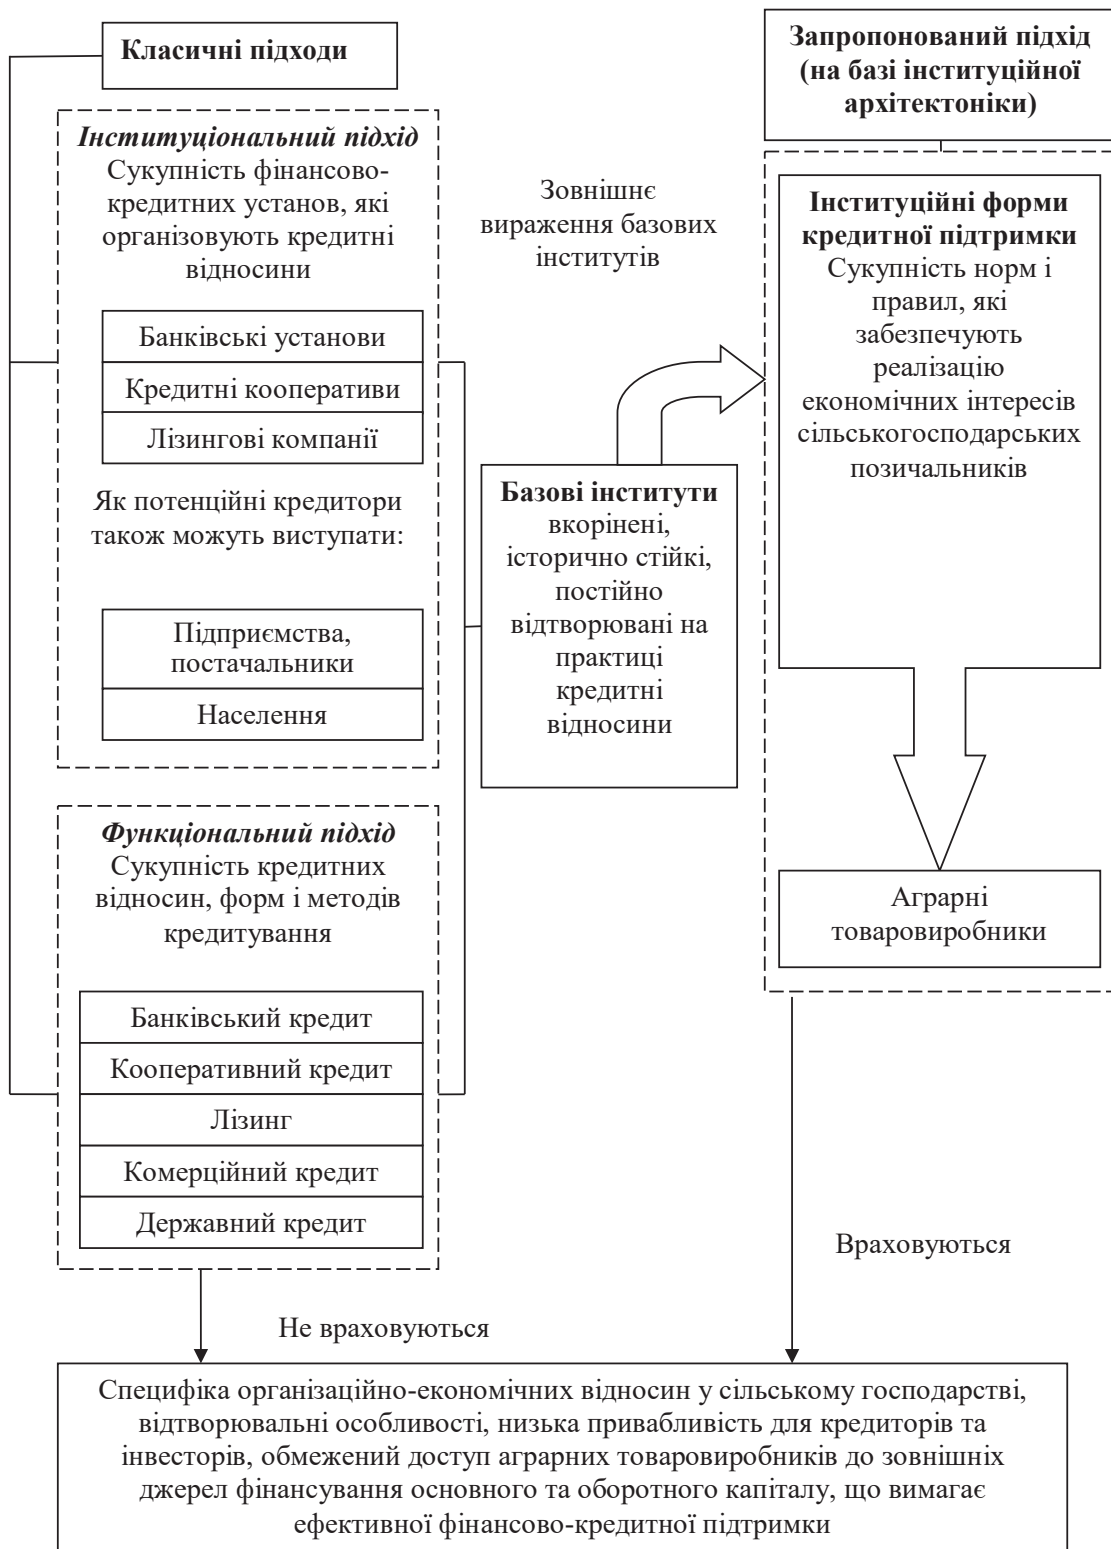 Класичні підходи
Інституціональний підхід
Сукупність фінансово-
кредитних установ, які
організовують кредитні
відносини
Банківські установи
Кредитні кооперативи
Лізингові компанії
Як потенційні кредитори
також можуть виступати:
Підприємства,
постачальники
Населення
Функціональний підхід
Сукупність кредитних
відносин, форм і методів
кредитування
Банківський кредит
Кооперативний кредит
Лізинг
Комерційний кредит
Державний кредит
Не враховуються
Зовнішнє
вираження базових
інститутів
Базові інститути
вкорінені,
історично стійкі,
постійно
відтворювані на
практиці
кредитні
відносини
Запропонований підхід
(на базі інституційної
архітектоніки)
Інституційні форми
кредитної підтримки
Сукупність норм і
правил, які
забезпечують
реалізацію
економічних інтересів
сільськогосподарських
позичальників
Аграрні
товаровиробники
Враховуються
Специфіка організаційно-економічних відносин у сільському господарстві,
відтворювальні особливості, низька привабливість для кредиторів та
інвесторів, обмежений доступ аграрних товаровиробників до зовнішніх
джерел фінансування основного та оборотного капіталу, що вимагає
ефективної фінансово-кредитної підтримки